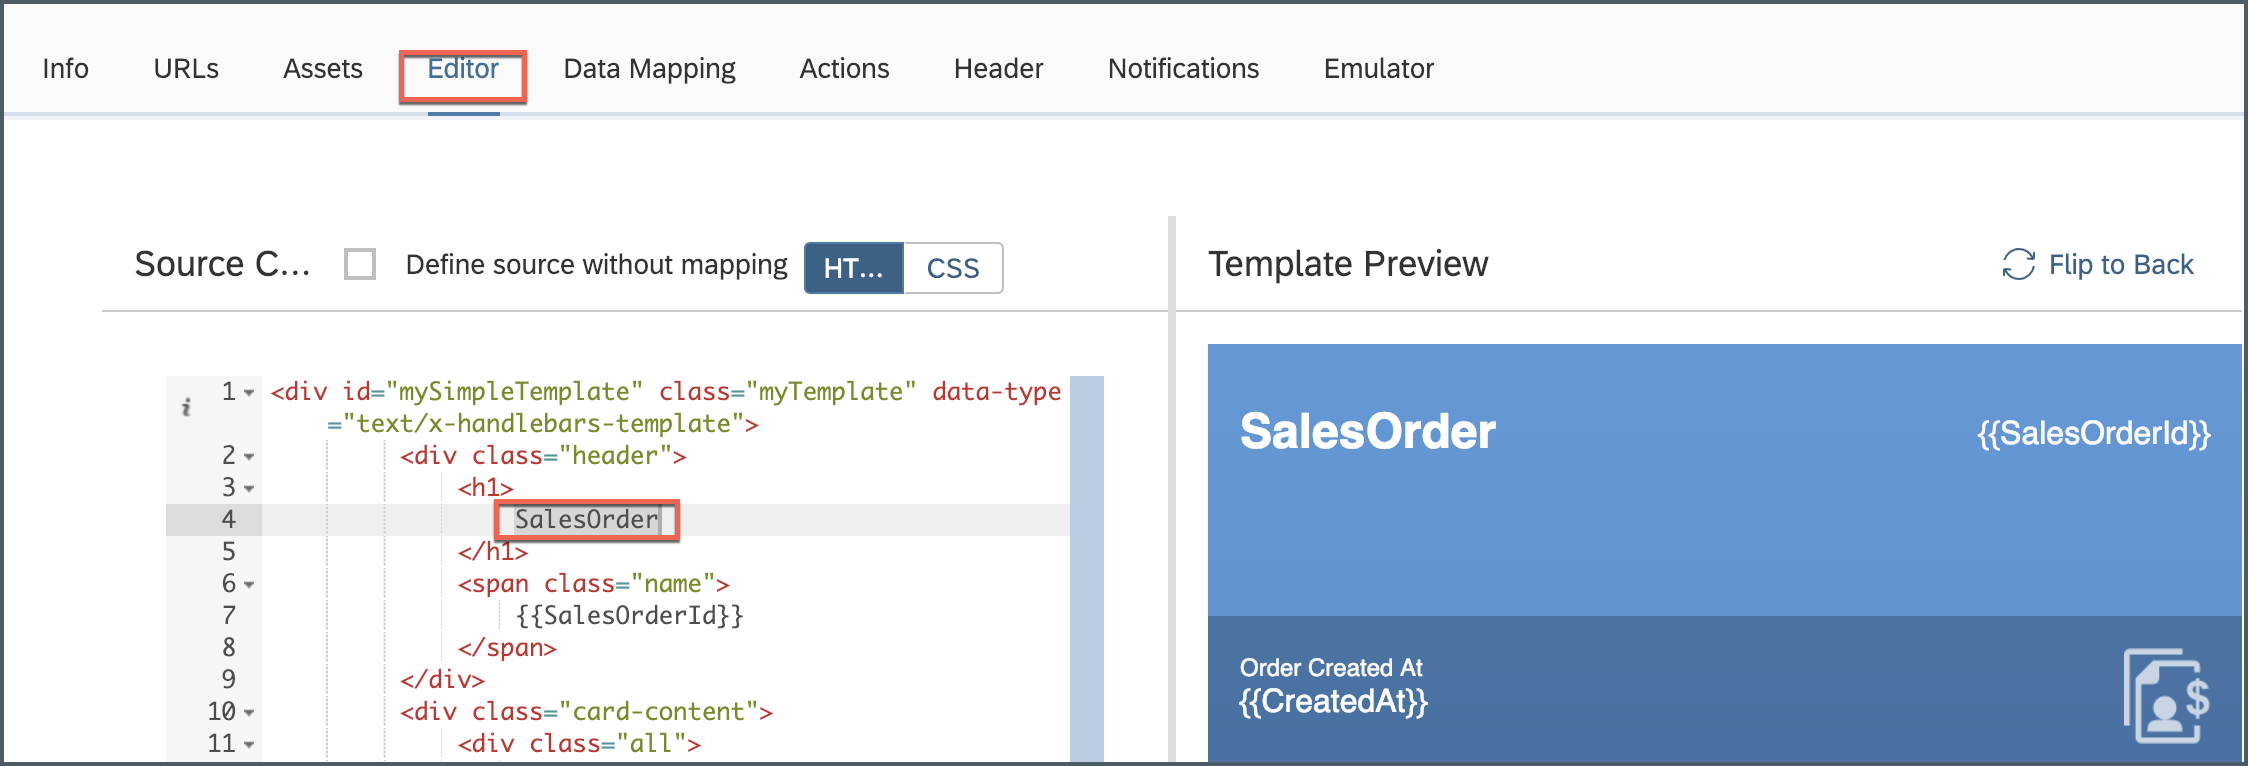 Info URLs Assets Editor Data Mapping Actions Header Notifications Emulator
Source C... Define source without mapping HT... CSS
1 <div id="mySimpleTemplate" class="myTemplate" data-type
="text/x-handlebars-template">
2 <div class="header">
3 <h1>
4 SalesOrder
5 </h1>
6 <span class="name">
7 {{SalesOrderId}}
8 </span>
9 </div>
10 <div class="card-content">
11 <div class="all">
Template Preview Flip to Back
SalesOrder {{SalesOrderId}}
Order Created At
{{CreatedAt}}